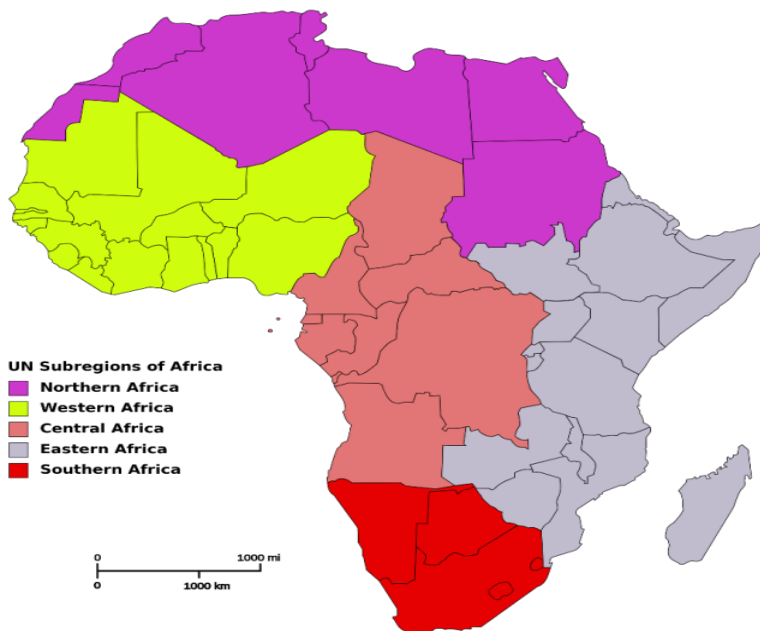 UN Subregions of Africa
Northern Africa
Western Africa
Central Africa
Eastern Africa
Southern Africa
0 1000 mi
0 1000 km